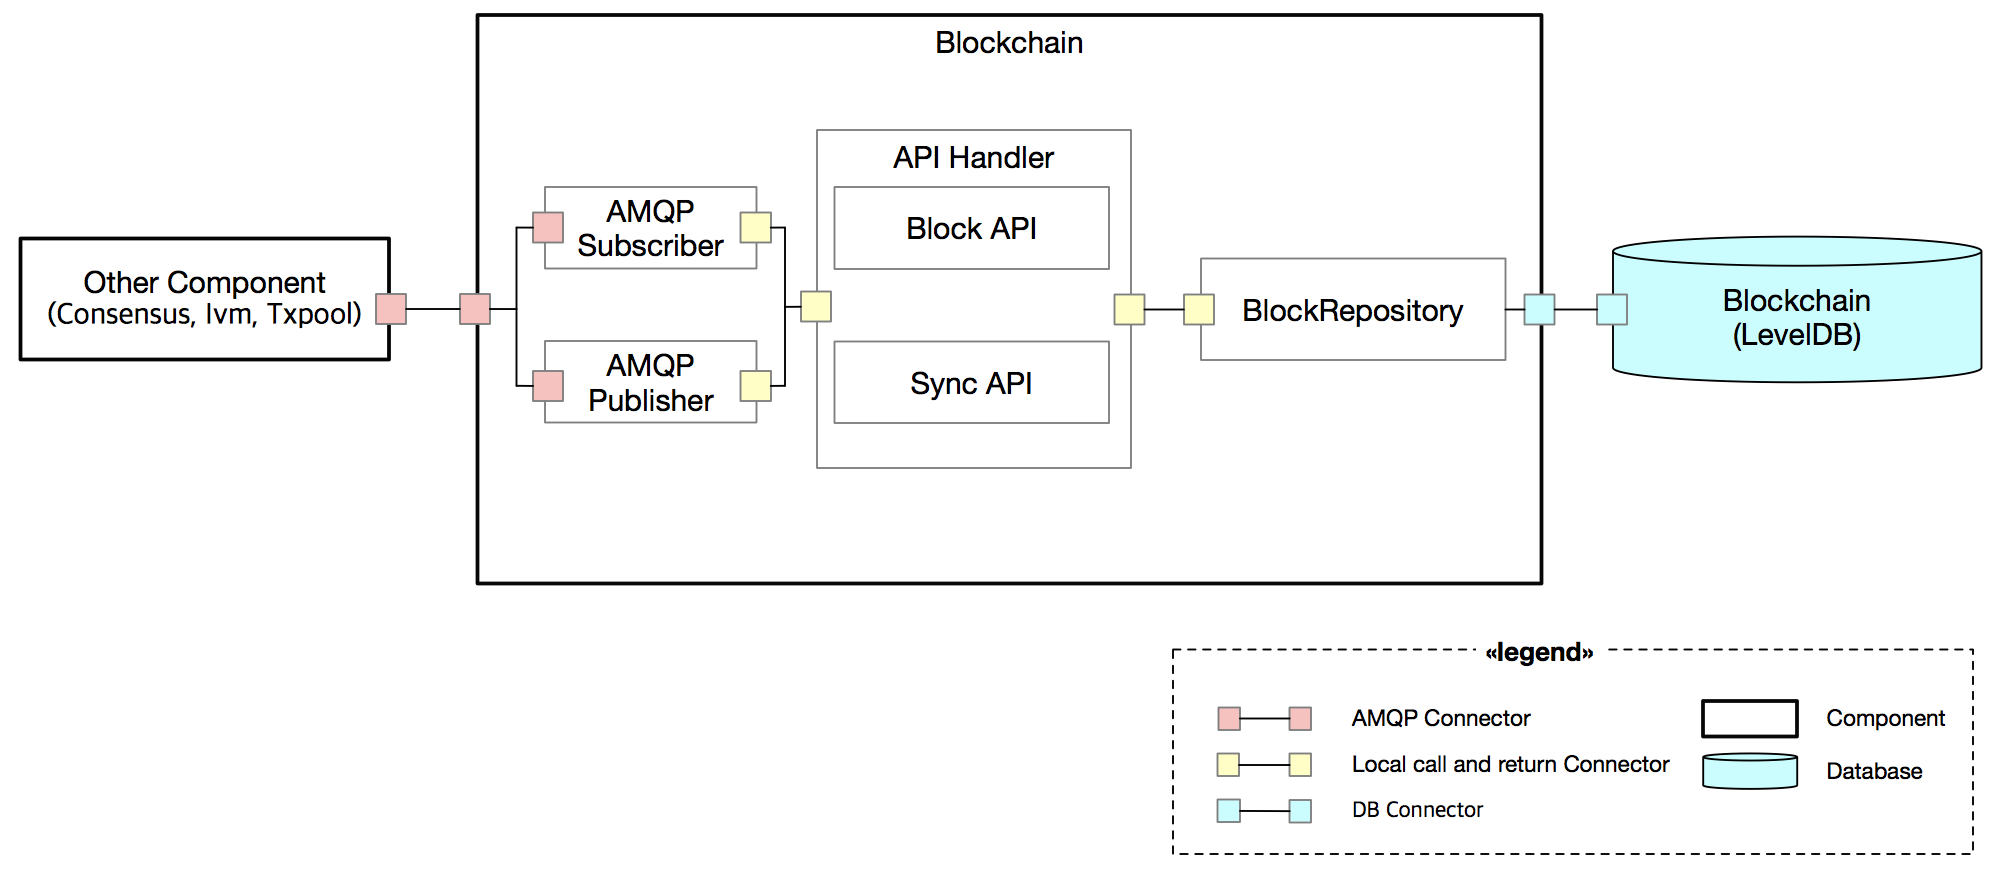 Blockchain
API Handler
AMQP
Subscriber
Block API
Other Component
(Consensus, Ivm, Txpool)
BlockRepository
Blockchain
(LevelDB)
AMQP
Publisher
Sync API
«legend»
AMQP Connector
Component
Local call and return Connector
Database
DB Connector